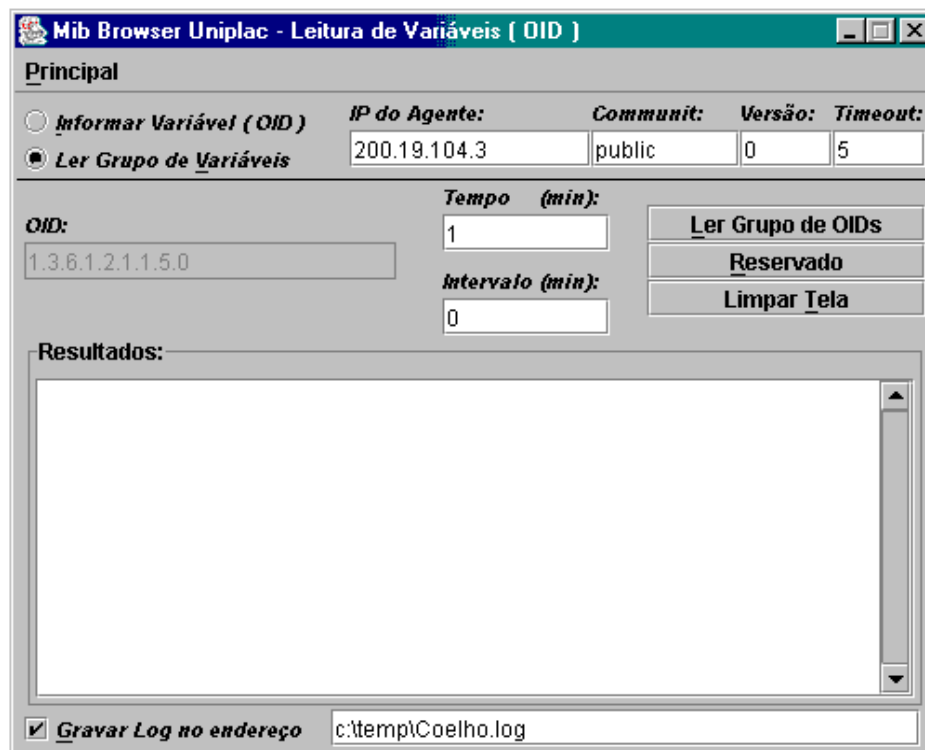 Mib Browser Uniplac - Leitura de Variáveis ( OID )
Principal
Informar Variável ( OID )
Ler Grupo de Variáveis
IP do Agente: Communit: Versão: Timeout:
200.19.104.3 public 0 5
OID:
1.3.6.1.2.1.1.5.0
Tempo (min):
1
Intervalo (min):
0
Ler Grupo de OIDs
Reservado
Limpar Tela
Resultados:
Gravar Log no endereço c:\temp\Coelho.log